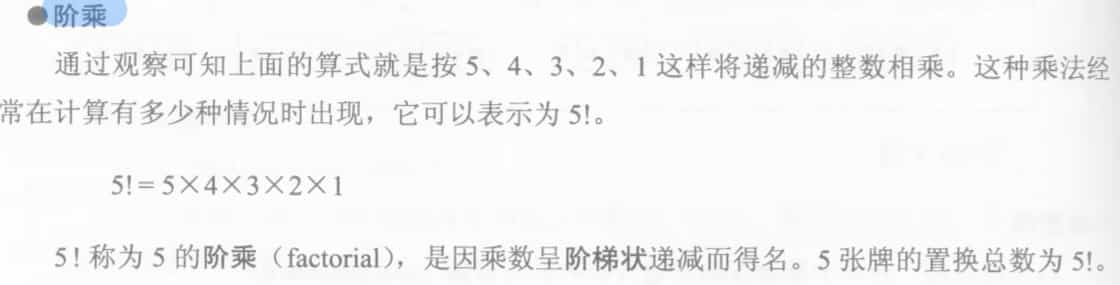 ●阶乘
通过观察可知上面的算式就是按 5、4、3、2、1 这样将递减的整数相乘。这种乘法经
常在计算有多少种情况时出现，它可以表示为 5!。
5! = 5×4×3×2×1
5! 称为 5 的阶乘（factorial），是因乘数呈阶梯状递减而得名。5 张牌的置换总数为 5!。